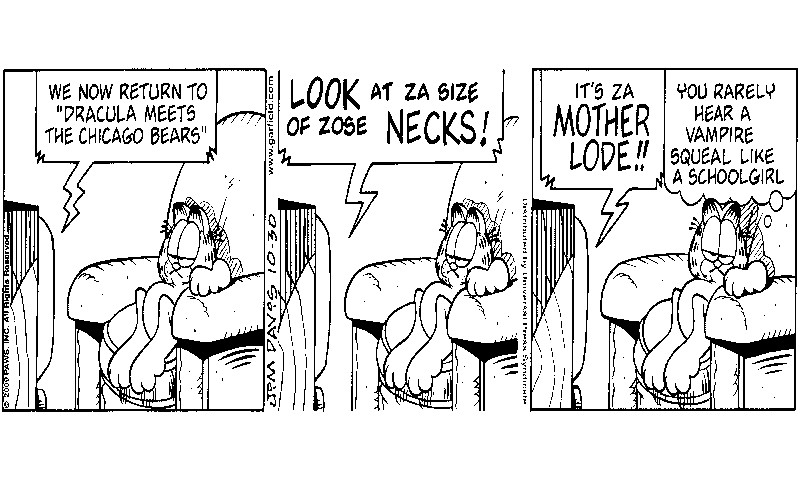 WE NOW RETURN TO
"DRACULA MEETS
THE CHICAGO BEARS"
© 2000 PAWS, INC. All Rights Reserved.
www.garfield.com
JIM DAVIS 10-30
LOOK AT ZA SIZE
OF ZOSE NECKS!
Distributed by Universal Press Syndicate
IT'S ZA
MOTHER
LODE!!
YOU RARELY
HEAR A
VAMPIRE
SQUEAL LIKE
A SCHOOLGIRL